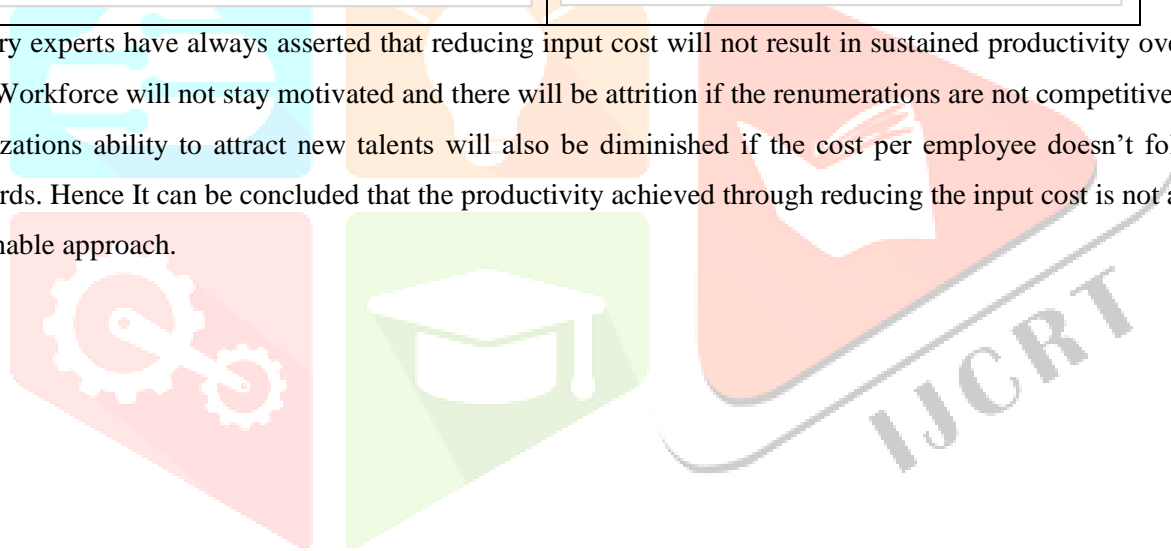 ry experts have always asserted that reducing input cost will not result in sustained productivity ove
Workforce will not stay motivated and there will be attrition if the renumerations are not competitive
zations ability to attract new talents will also be diminished if the cost per employee doesn't fo
rds. Hence It can be concluded that the productivity achieved through reducing the input cost is not a
nable approach.
IJCRT